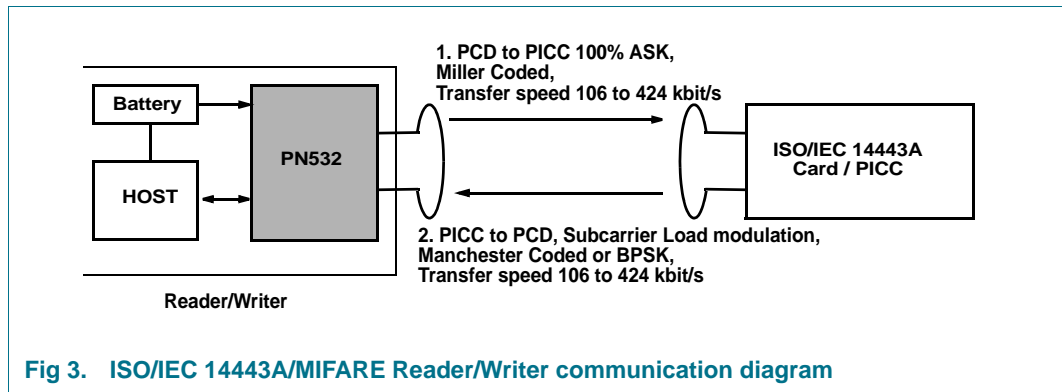 1. PCD to PICC 100% ASK,
Miller Coded,
Transfer speed 106 to 424 kbit/s
Battery
PN532
HOST
ISO/IEC 14443A
Card / PICC
2. PICC to PCD, Subcarrier Load modulation,
Manchester Coded or BPSK,
Transfer speed 106 to 424 kbit/s
Reader/Writer
Fig 3. ISO/IEC 14443A/MIFARE Reader/Writer communication diagram